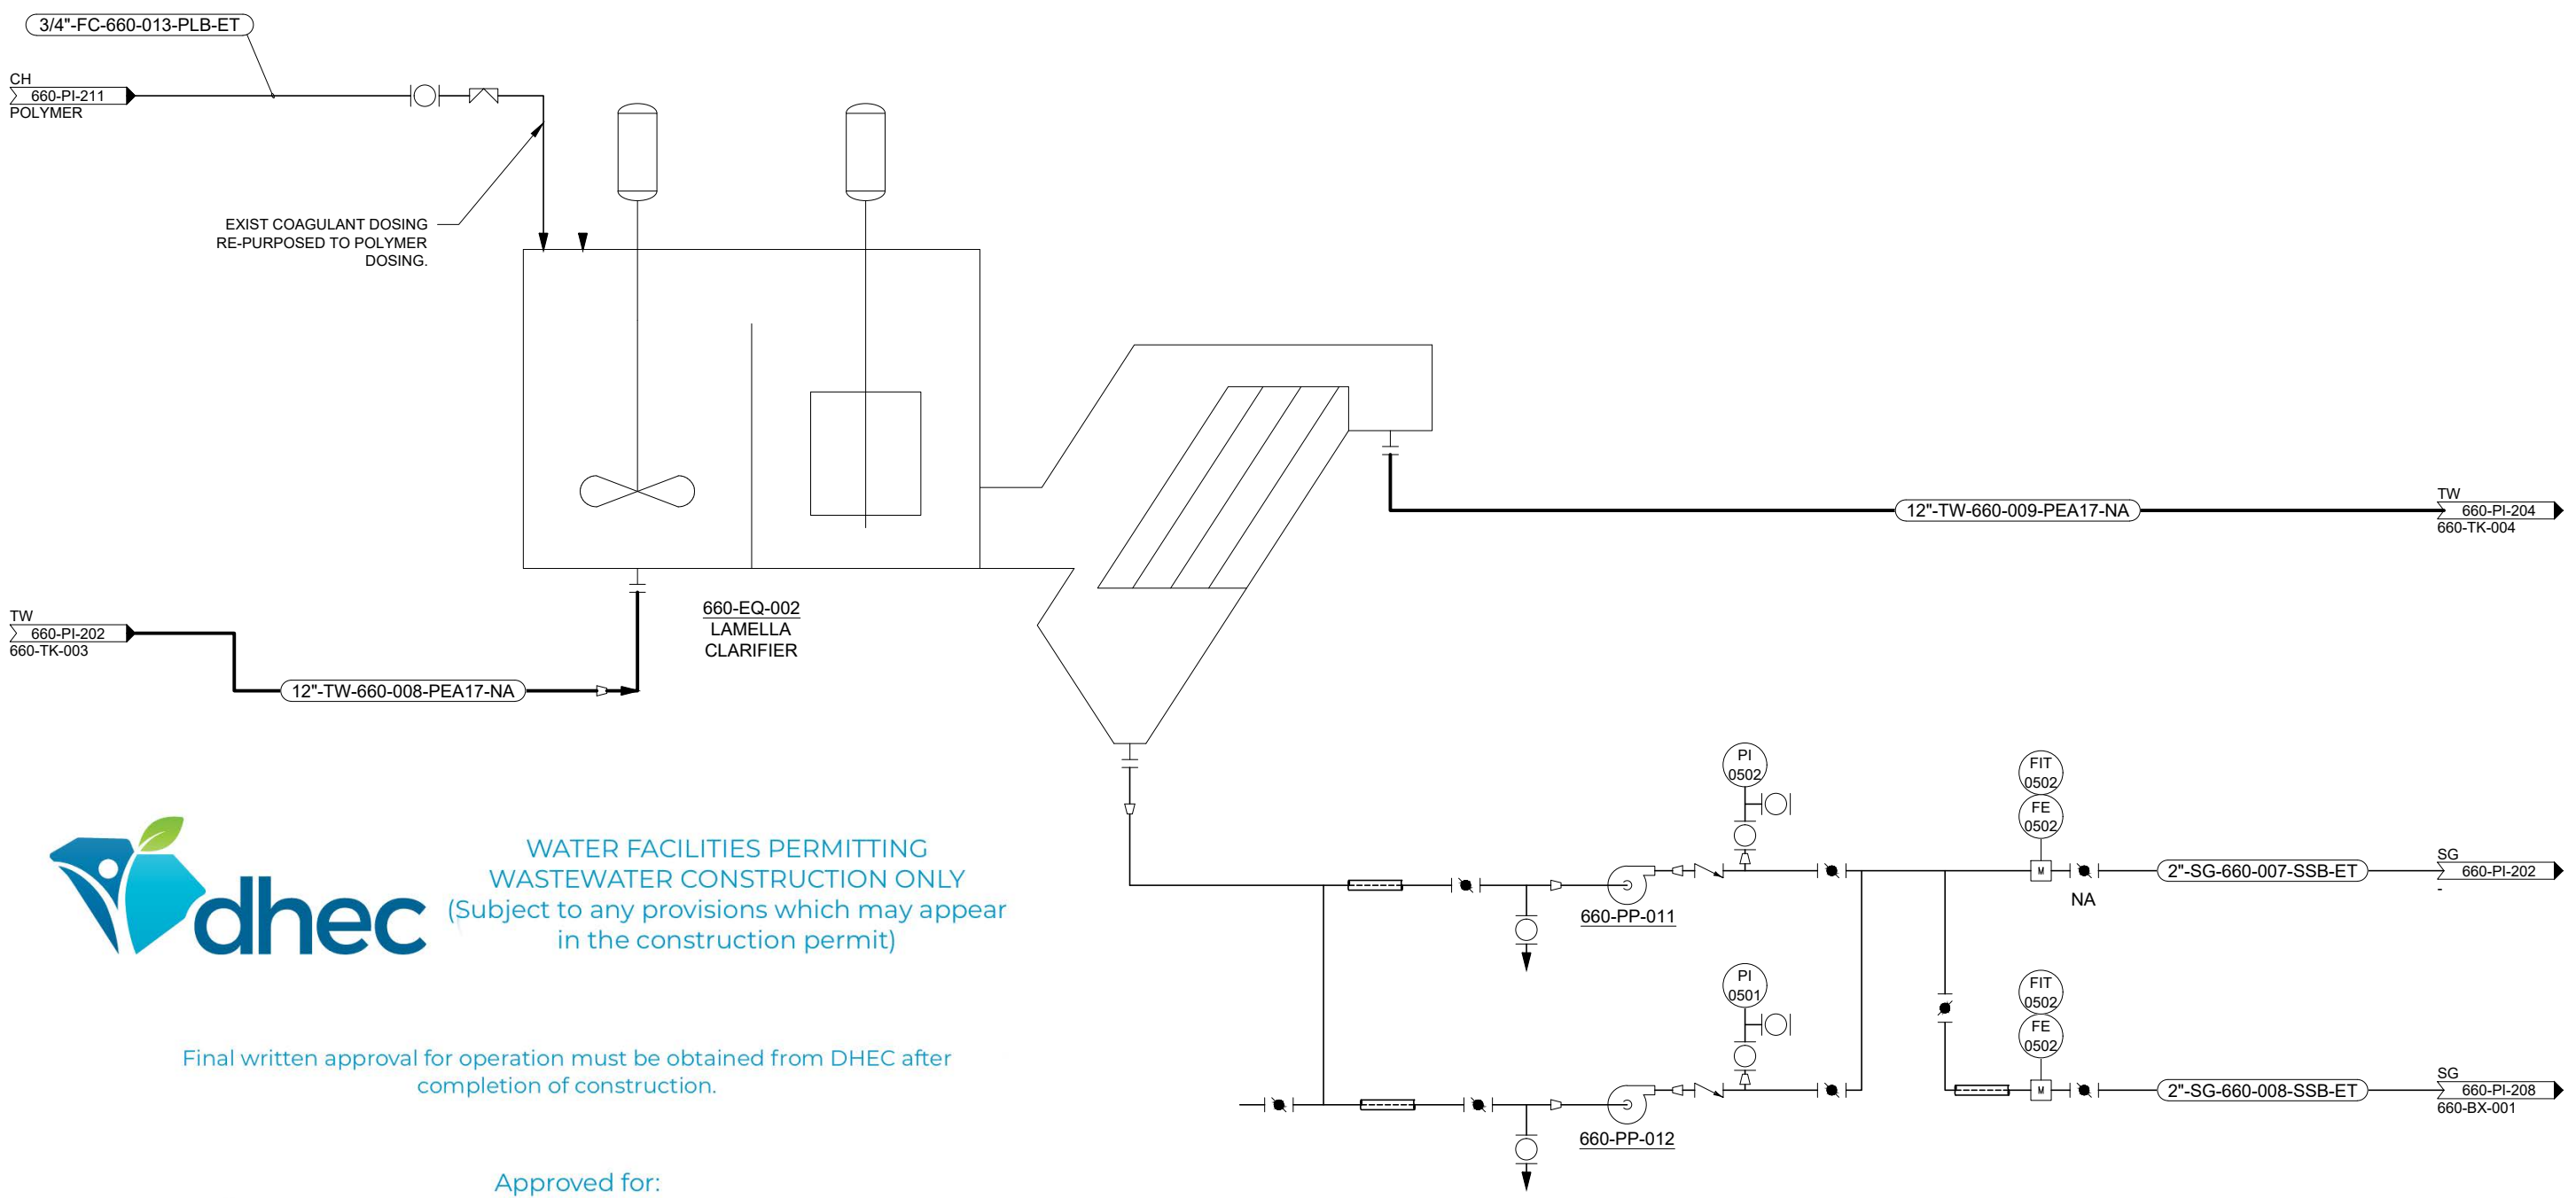 3/4"-FC-660-013-PLB-ET
CH
660-PI-211
POLYMER
EXIST COAGULANT DOSING
RE-PURPOSED TO POLYMER
DOSING.
12"-TW-660-009-PEA17-NA
TW
660-PI-204
660-TK-004
TW
660-PI-202
660-TK-003
12"-TW-660-008-PEA17-NA
660-EQ-002
LAMELLA
CLARIFIER
dhec
WATER FACILITIES PERMITTING
WASTEWATER CONSTRUCTION ONLY
(Subject to any provisions which may appear
in the construction permit)
Final written approval for operation must be obtained from DHEC after
completion of construction.
Approved for:
PI
0502
FIT
0502
FE
0502
M
NA
2"-SG-660-007-SSB-ET
SG
660-PI-202
-
660-PP-011
PI
0501
FIT
0502
FE
0502
M
2"-SG-660-008-SSB-ET
SG
660-PI-208
660-BX-001
660-PP-012